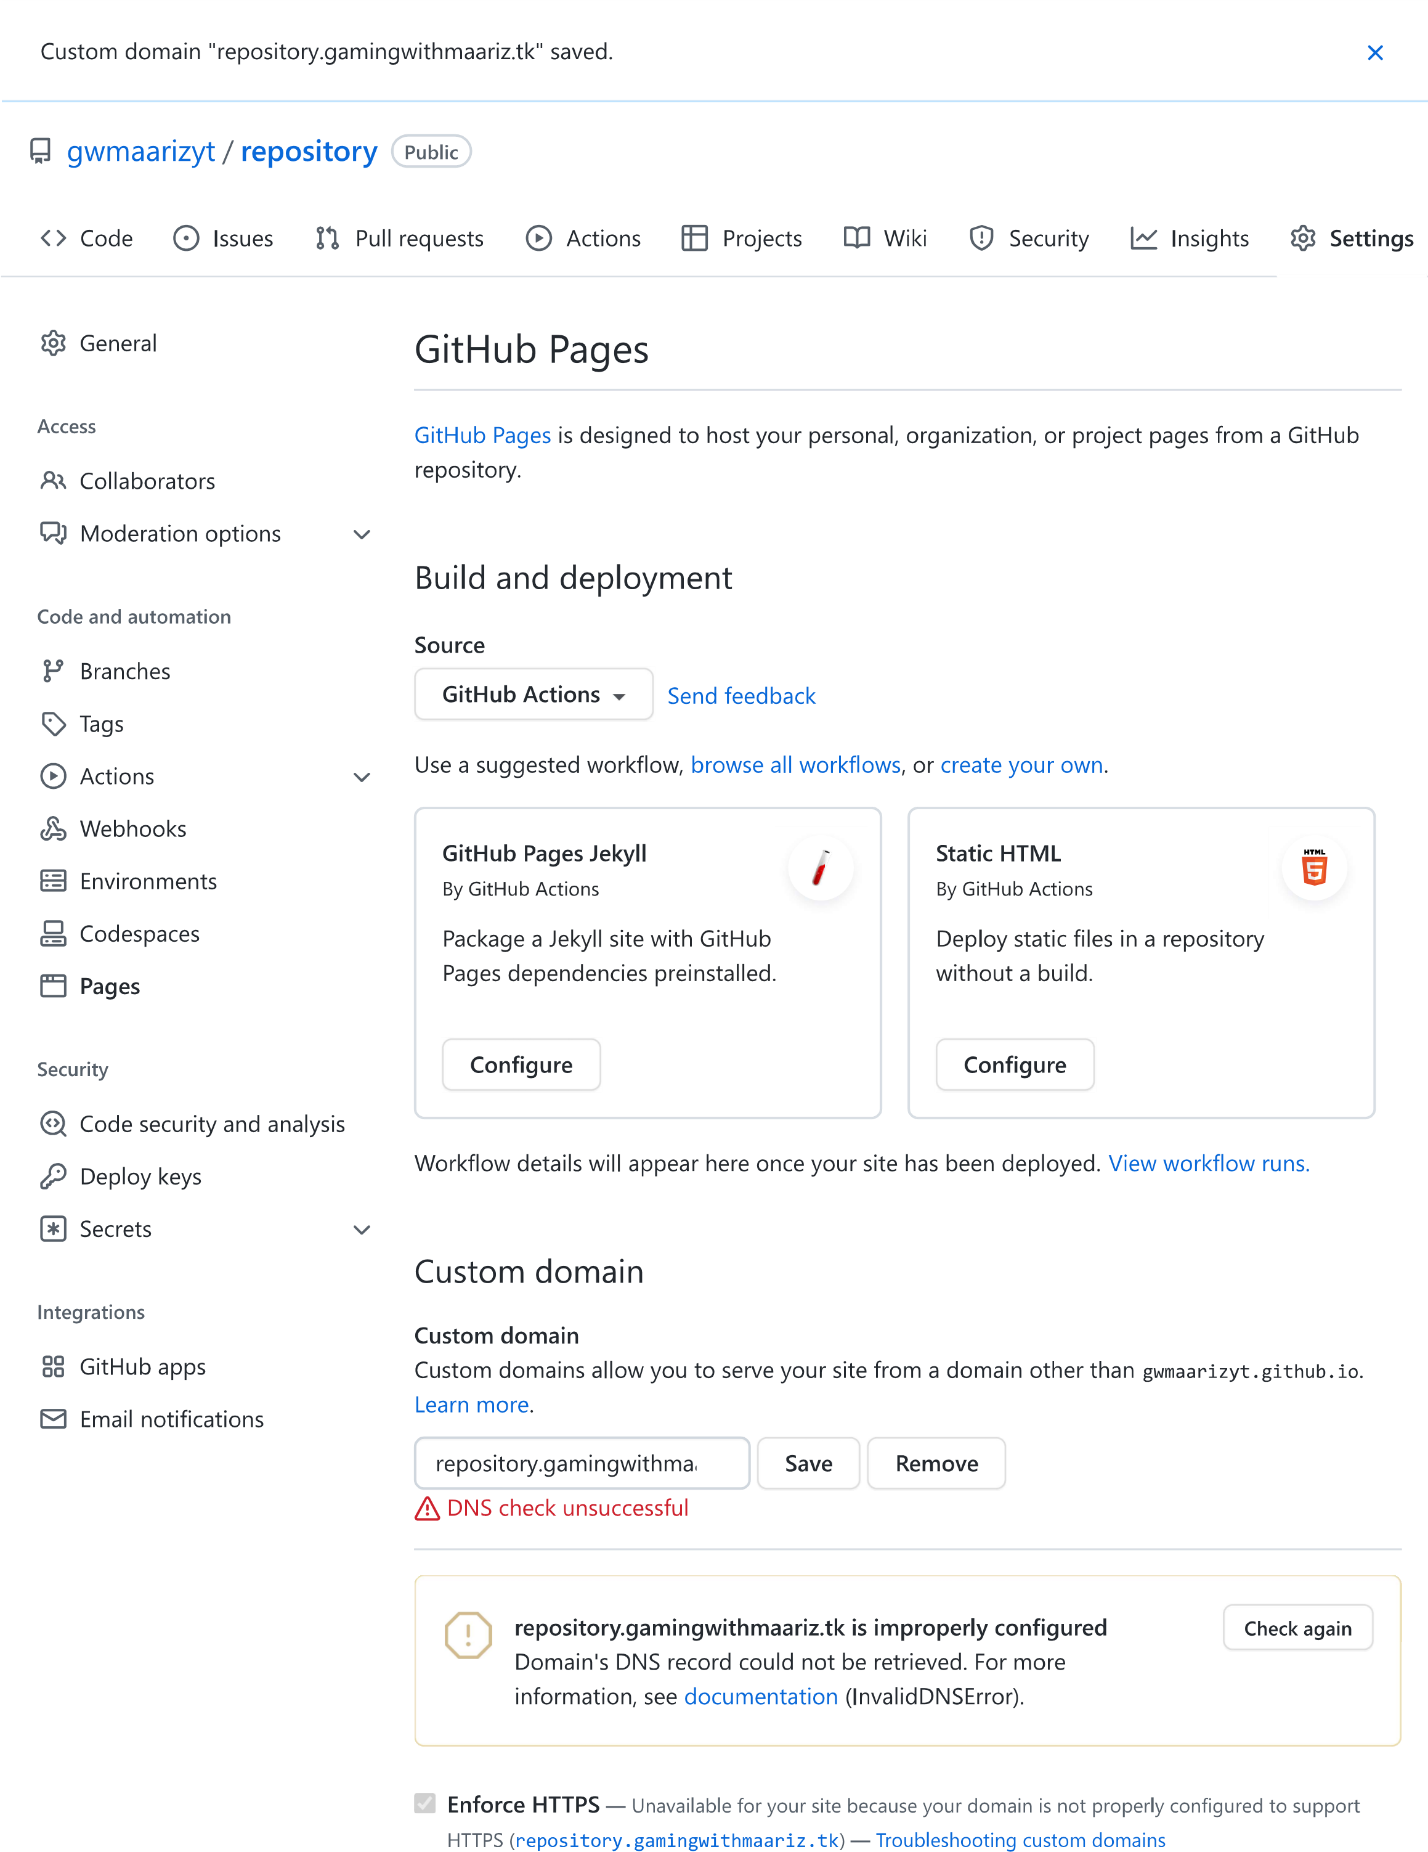 Custom domain "repository.gamingwithmaariz.tk" saved.
gwmaarizyt / repository Public
Code Issues Pull requests Actions Projects Wiki Security Insights Settings
General
Access
Collaborators
Moderation options
Code and automation
Branches
Tags
Actions
Webhooks
Environments
Codespaces
Pages
Security
Code security and analysis
Deploy keys
Secrets
Integrations
GitHub apps
Email notifications
GitHub Pages
GitHub Pages is designed to host your personal, organization, or project pages from a GitHub
repository.
Build and deployment
Source
GitHub Actions Send feedback
Use a suggested workflow, browse all workflows, or create your own.
GitHub Pages Jekyll
By GitHub Actions
Package a Jekyll site with GitHub
Pages dependencies preinstalled.
Configure
Static HTML
By GitHub Actions
HTML
5
Deploy static files in a repository
without a build.
Configure
Workflow details will appear here once your site has been deployed. View workflow runs.
Custom domain
Custom domain
Custom domains allow you to serve your site from a domain other than gwmaarizyt.github.io.
Learn more.
repository.gamingwithma Save Remove
DNS check unsuccessful
repository.gamingwithmaariz.tk is improperly configured
Domain's DNS record could not be retrieved. For more
information, see documentation (InvalidDNSError).
Check again
Enforce HTTPS — Unavailable for your site because your domain is not properly configured to support
HTTPS (repository.gamingwithmaariz.tk) — Troubleshooting custom domains